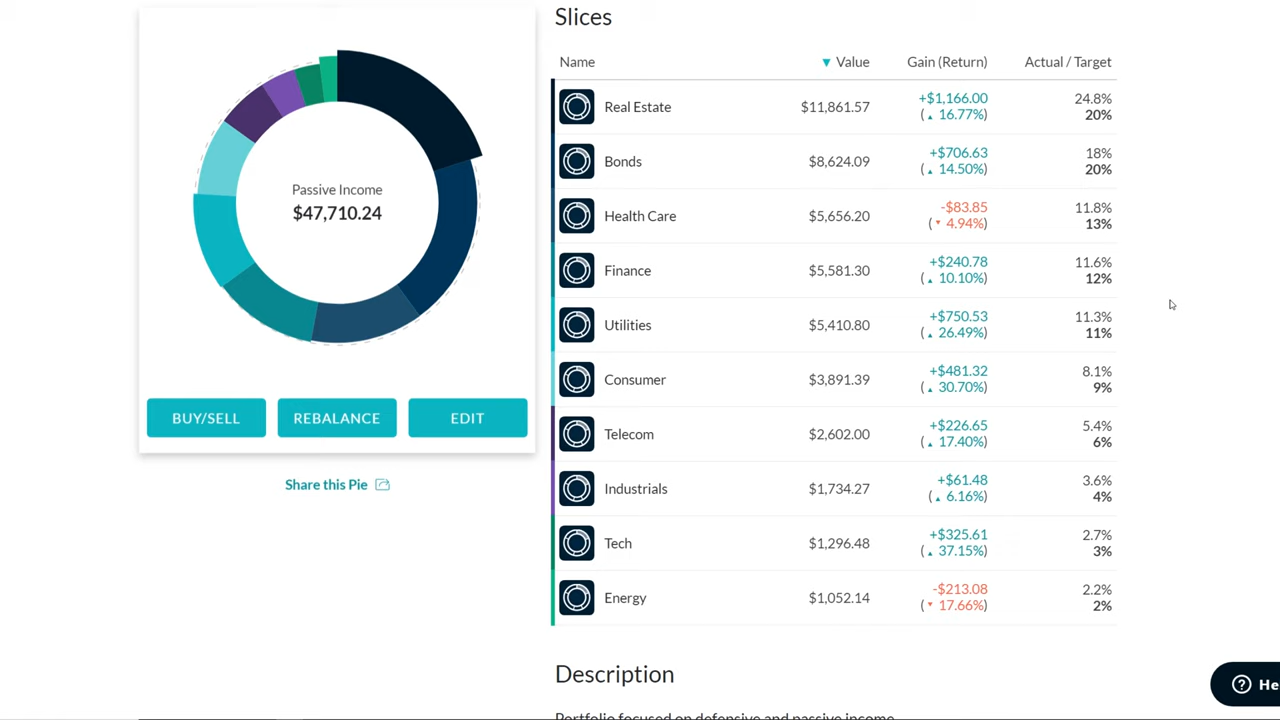 Slices
Name Value Gain (Return) Actual / Target
Real Estate $11,861.57 +$1,166.00 24.8%
(▲ 16.77%) 20%
Bonds $8,624.09 +$706.63 18%
(▲ 14.50%) 20%
Health Care $5,656.20 -$83.85 11.8%
(▼ 4.94%) 13%
Finance $5,581.30 +$240.78 11.6%
(▲ 10.10%) 12%
Utilities $5,410.80 +$750.53 11.3%
(▲ 26.49%) 11%
Consumer $3,891.39 +$481.32 8.1%
(▲ 30.70%) 9%
Telecom $2,602.00 +$226.65 5.4%
(▲ 17.40%) 6%
Industrials $1,734.27 +$61.48 3.6%
(▲ 6.16%) 4%
Tech $1,296.48 +$325.61 2.7%
(▲ 37.15%) 3%
Energy $1,052.14 -$213.08 2.2%
(▼ 17.66%) 2%
Passive Income
$47,710.24
BUY/SELL REBALANCE EDIT
Share this Pie
Description
Portfolio focused on defensive and passive income
He